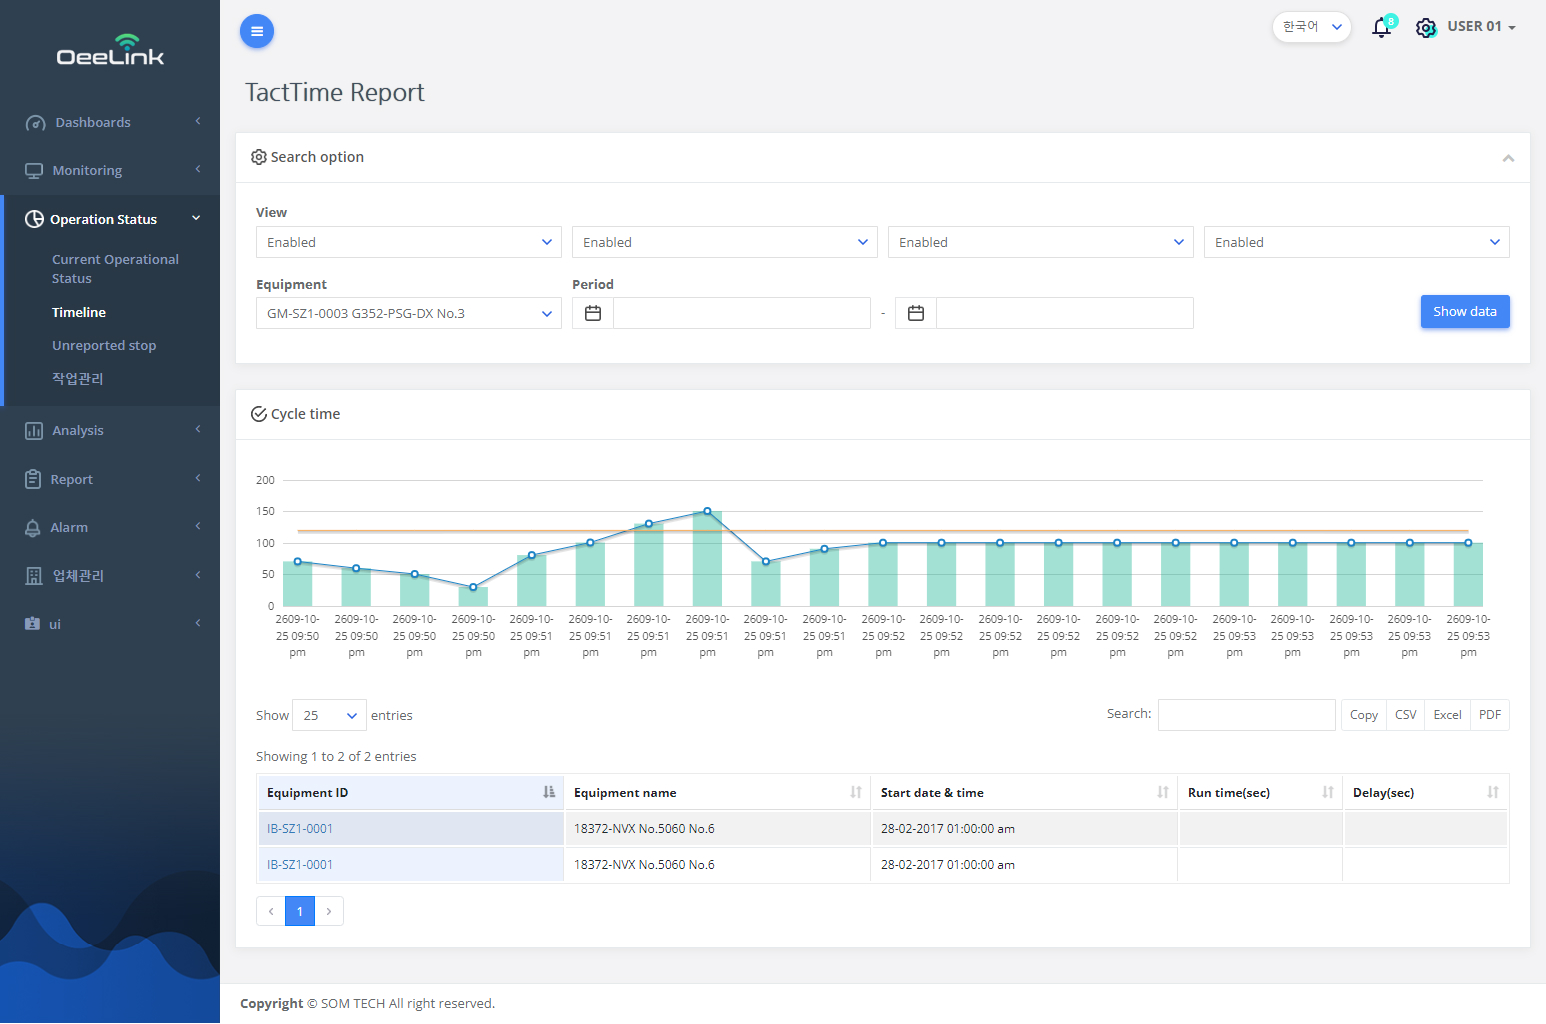 OeeLink
한국어
8
USER 01
Dashboards
Monitoring
Operation Status
Current Operational
Status
Timeline
Unreported stop
작업관리
Analysis
Report
Alarm
업체관리
ui
TactTime Report
Search option
View
Enabled Enabled Enabled Enabled
Equipment Period
GM-SZ1-0003 G352-PSG-DX No.3 - Show data
Cycle time
200
150
100
50
0
2609-10- 2609-10- 2609-10- 2609-10- 2609-10- 2609-10- 2609-10- 2609-10- 2609-10- 2609-10- 2609-10- 2609-10- 2609-10- 2609-10- 2609-10- 2609-10- 2609-10- 2609-10- 2609-10- 2609-10- 2609-10-
25 09:50 25 09:50 25 09:50 25 09:50 25 09:51 25 09:51 25 09:51 25 09:51 25 09:51 25 09:51 25 09:52 25 09:52 25 09:52 25 09:52 25 09:52 25 09:52 25 09:53 25 09:53 25 09:53 25 09:53 25 09:53
pm pm pm pm pm pm pm pm pm pm pm pm pm pm pm pm pm pm pm pm pm
Show 25 entries
Search: Copy CSV Excel PDF
Showing 1 to 2 of 2 entries
Equipment ID Equipment name Start date & time Run time(sec) Delay(sec)
IB-SZ1-0001 18372-NVX No.5060 No.6 28-02-2017 01:00:00 am
IB-SZ1-0001 18372-NVX No.5060 No.6 28-02-2017 01:00:00 am
1
Copyright © SOM TECH All right reserved.